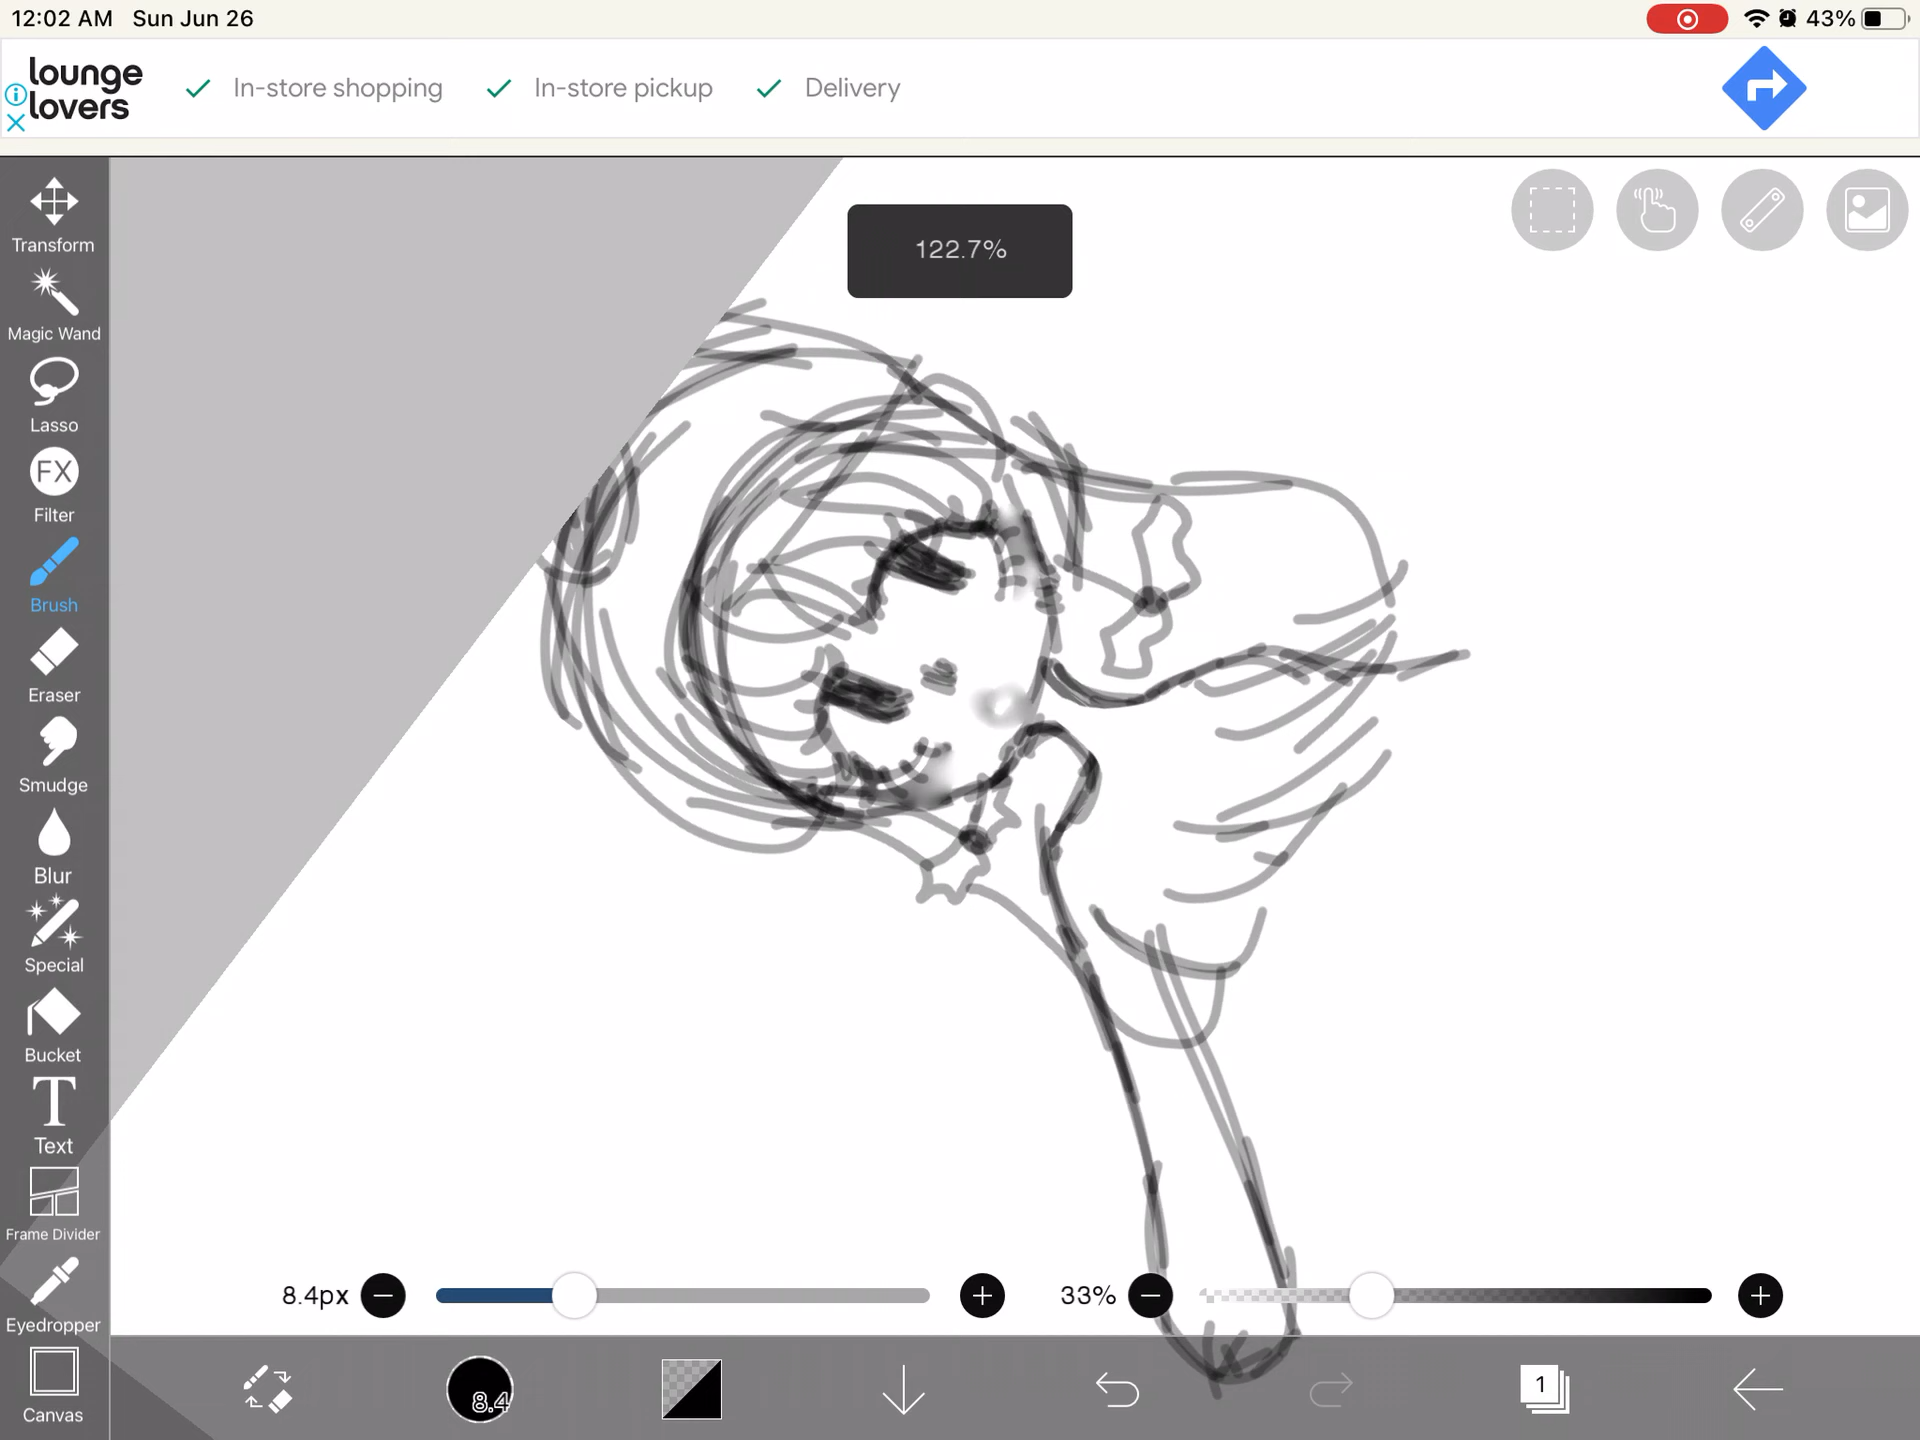 12:02 AM Sun Jun 26
43%
lounge
lovers
In-store shopping
In-store pickup
Delivery
122.7%
Transform
Magic Wand
Lasso
FX
Filter
Brush
Eraser
Smudge
Blur
Special
Bucket
T
Text
Frame Divider
Eyedropper
Canvas
8.4px
33%
8.4
1